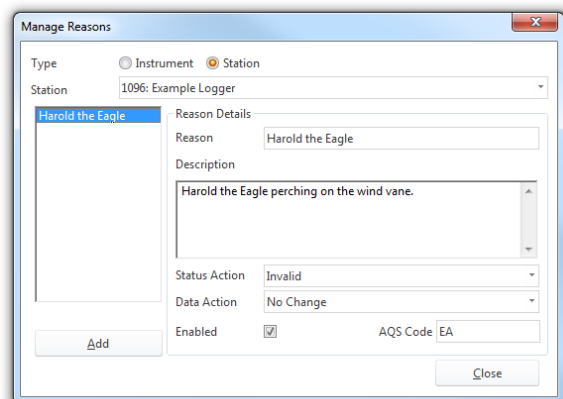 Manage Reasons
Type Instrument Station
Station 1096: Example Logger
Harold the Eagle
Reason Details
Reason Harold the Eagle
Description
Harold the Eagle perching on the wind vane.
Status Action Invalid
Data Action No Change
Enabled AQS Code EA
Add
Close